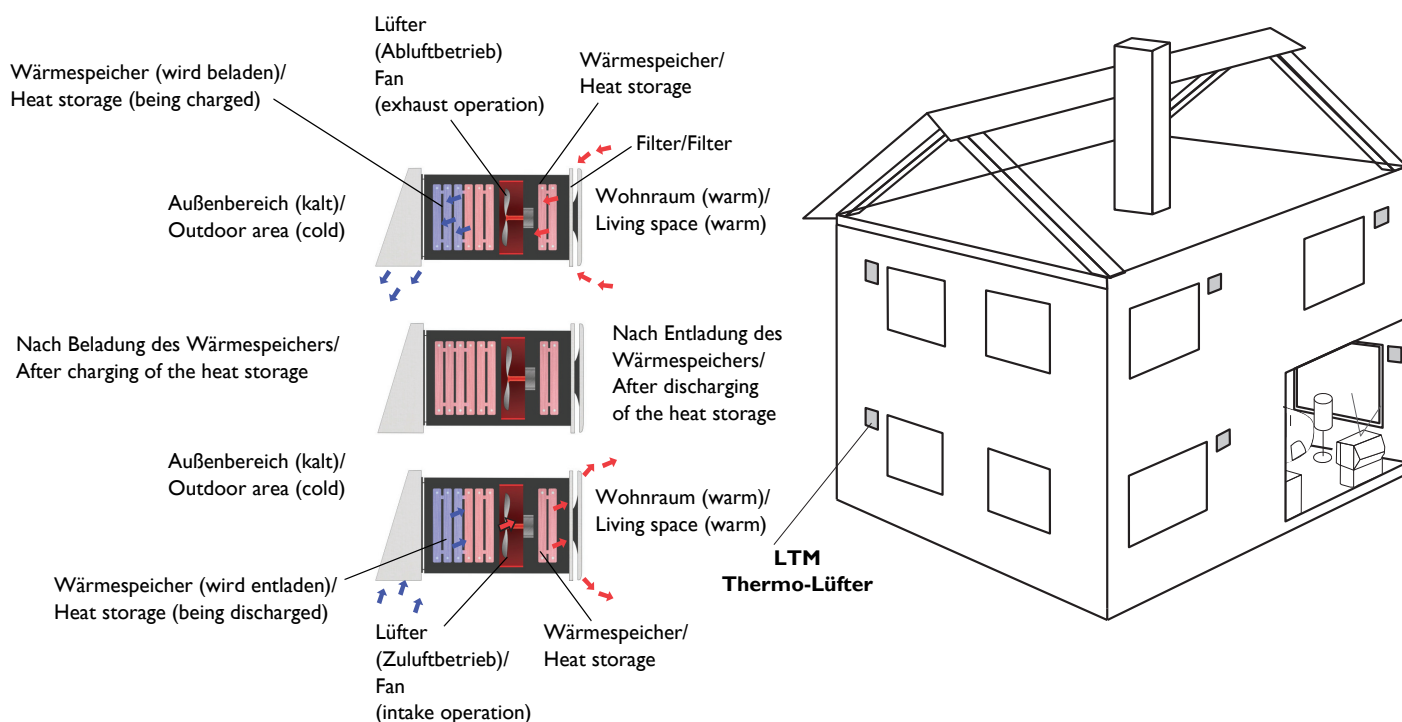 Lüfter
(Abluftbetrieb)
Fan
(exhaust operation)
Wärmespeicher (wird beladen)/
Heat storage (being charged)
Wärmespeicher/
Heat storage
Filter/Filter
Außenbereich (kalt)/
Outdoor area (cold)
Wohnraum (warm)/
Living space (warm)
Nach Beladung des Wärmespeichers/
After charging of the heat storage
Nach Entladung des
Wärmespeichers/
After discharging
of the heat storage
Außenbereich (kalt)/
Outdoor area (cold)
Wohnraum (warm)/
Living space (warm)
Wärmespeicher (wird entladen)/
Heat storage (being discharged)
Lüfter
(Zuluftbetrieb)/
Fan
(intake operation)
Wärmespeicher/
Heat storage
LTM
Thermo-Lüfter